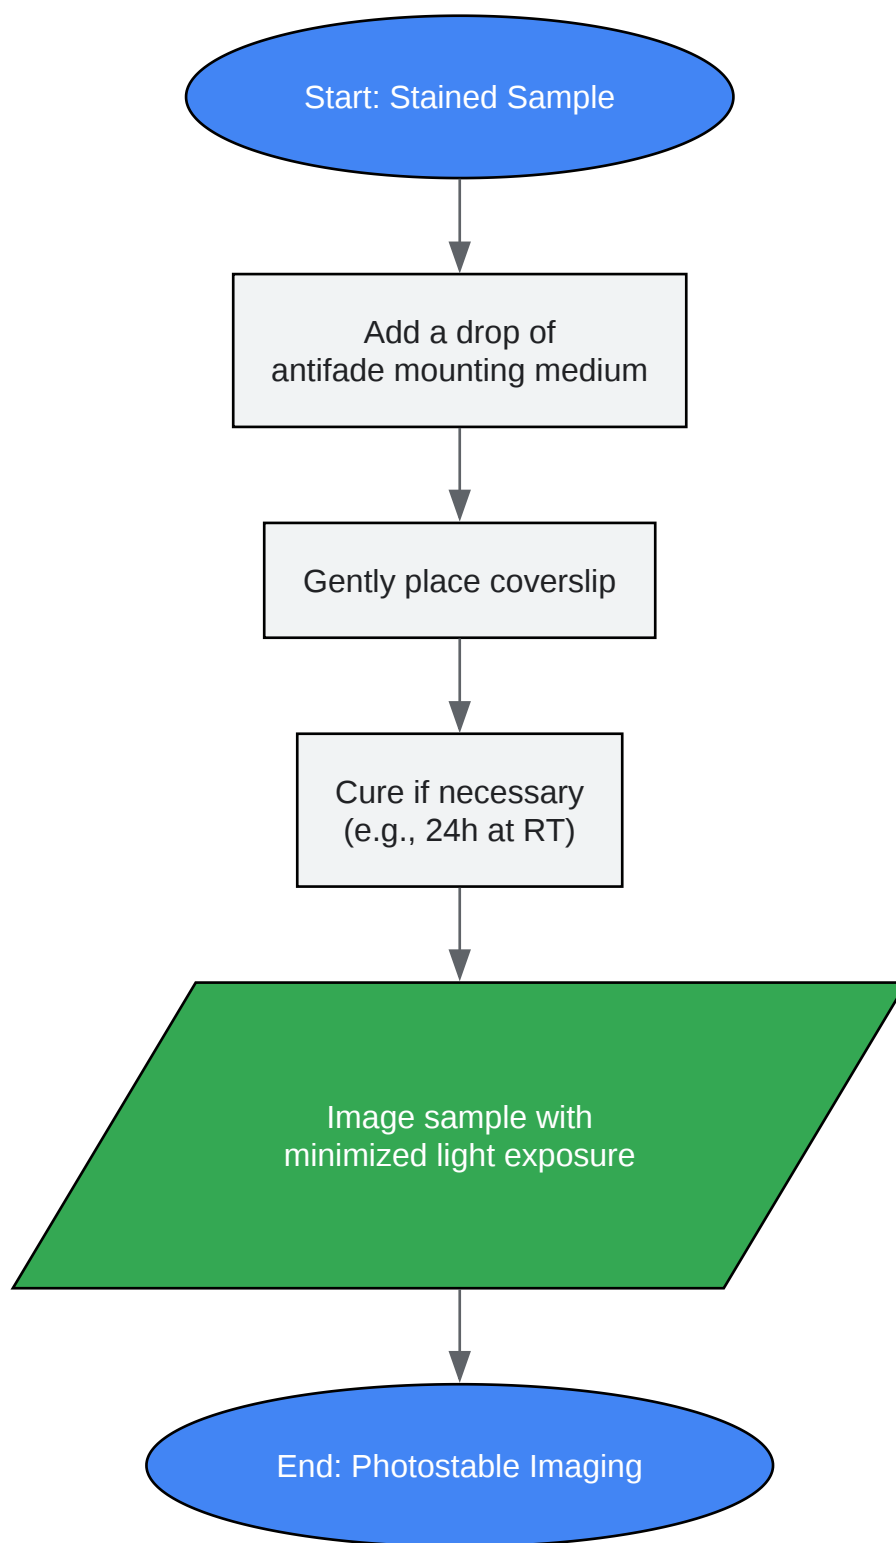 Start: Stained Sample
Add a drop of
antifade mounting medium
Gently place coverslip
Cure if necessary
(e.g., 24h at RT)
Image sample with
minimized light exposure
End: Photostable Imaging